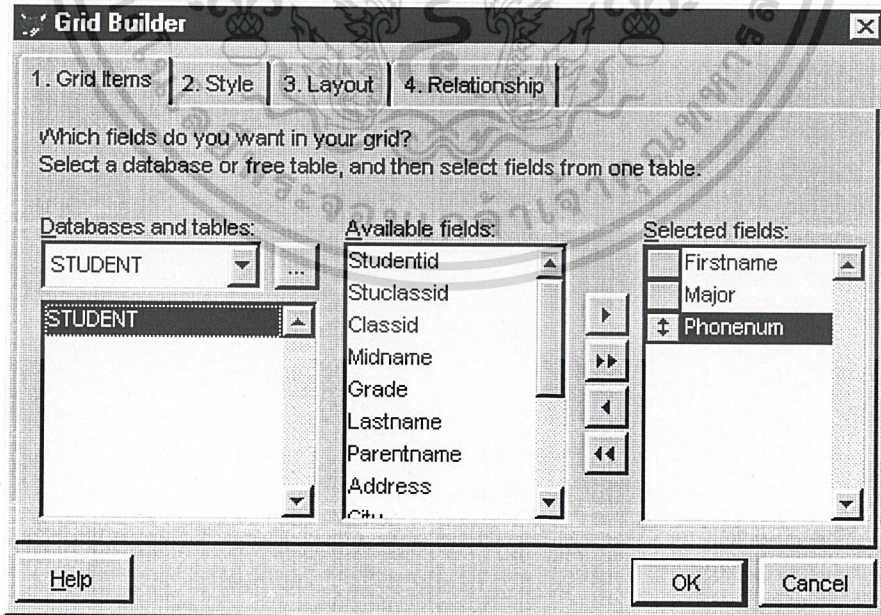 Grid Builder
1. Grid Items
2. Style
3. Layout
4. Relationship
Which fields do you want in your grid?
Select a database or free table, and then select fields from one table.
Databases and tables:
STUDENT
...
STUDENT
Available fields:
Studentid
Stuclassid
Classid
Midname
Grade
Lastname
Parentname
Address
City
Selected fields:
Firstname
Major
Phonenum
Help
OK
Cancel